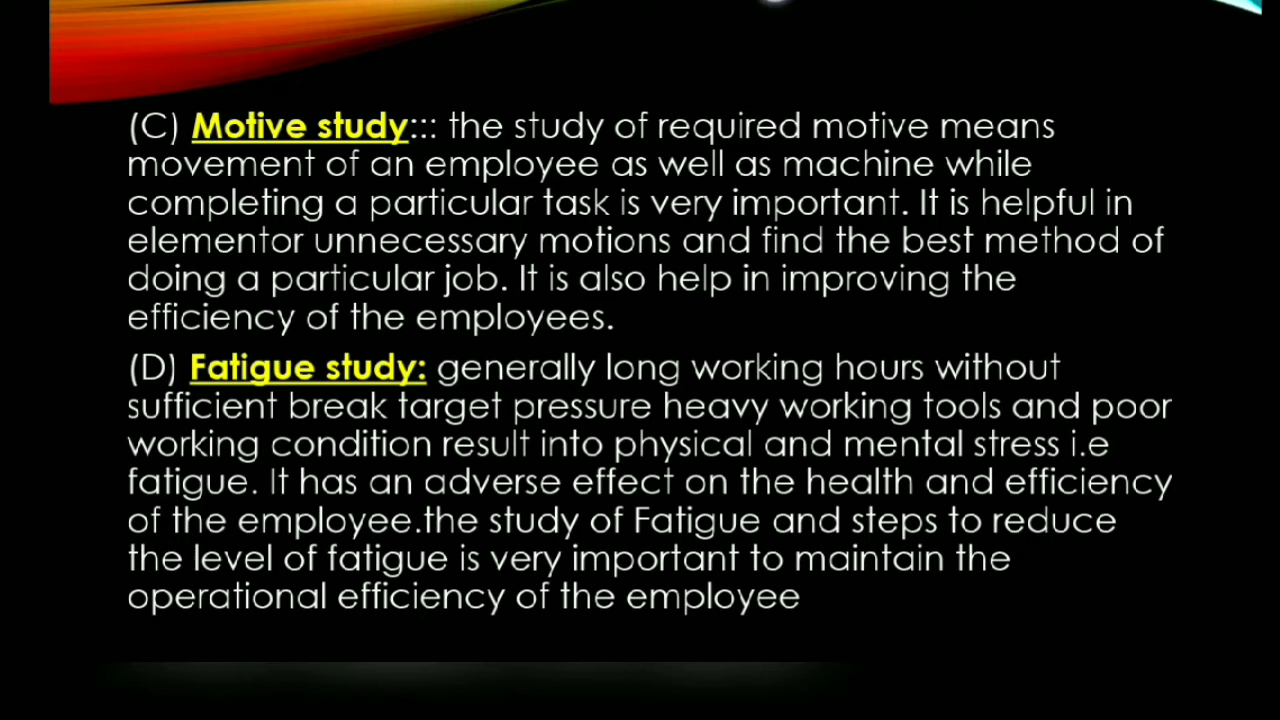 (C) Motive study::: the study of required motive means
movement of an employee as well as machine while
completing a particular task is very important. It is helpful in
elementor unnecessary motions and find the best method of
doing a particular job. It is also help in improving the
efficiency of the employees.
(D) Fatigue study: generally long working hours without
sufficient break target pressure heavy working tools and poor
working condition result into physical and mental stress i.e
fatigue. It has an adverse effect on the health and efficiency
of the employee.the study of Fatigue and steps to reduce
the level of fatigue is very important to maintain the
operational efficiency of the employee